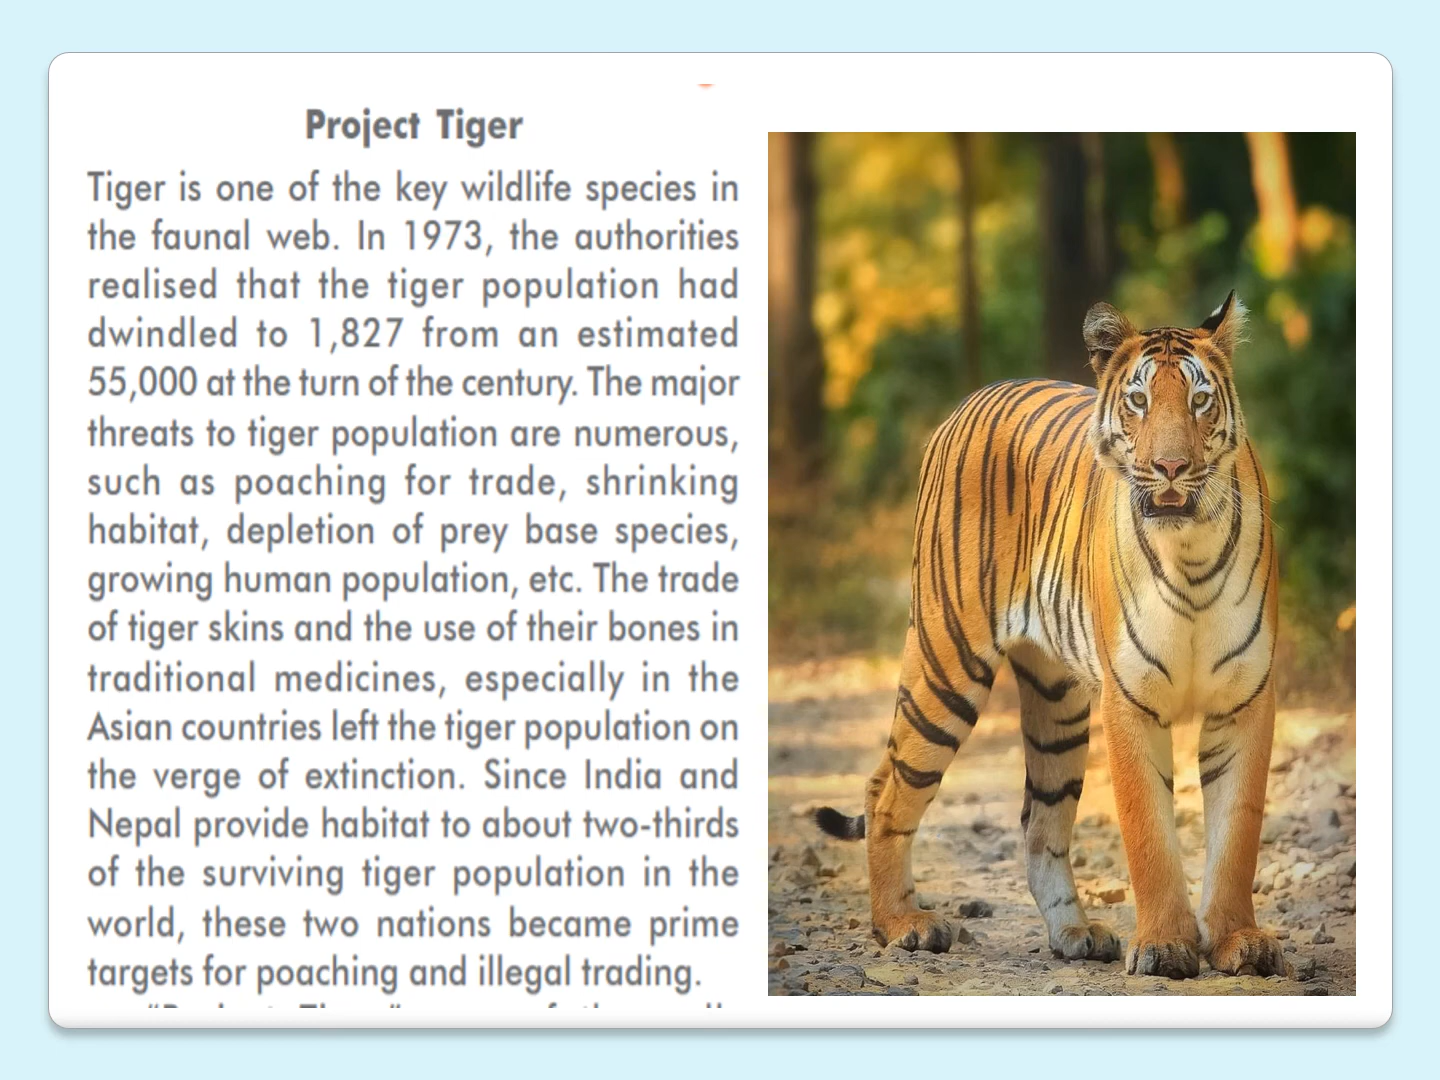 Project Tiger
Tiger is one of the key wildlife species in
the faunal web. In 1973, the authorities
realised that the tiger population had
dwindled to 1,827 from an estimated
55,000 at the turn of the century. The major
threats to tiger population are numerous,
such as poaching for trade, shrinking
habitat, depletion of prey base species,
growing human population, etc. The trade
of tiger skins and the use of their bones in
traditional medicines, especially in the
Asian countries left the tiger population on
the verge of extinction. Since India and
Nepal provide habitat to about two-thirds
of the surviving tiger population in the
world, these two nations became prime
targets for poaching and illegal trading.